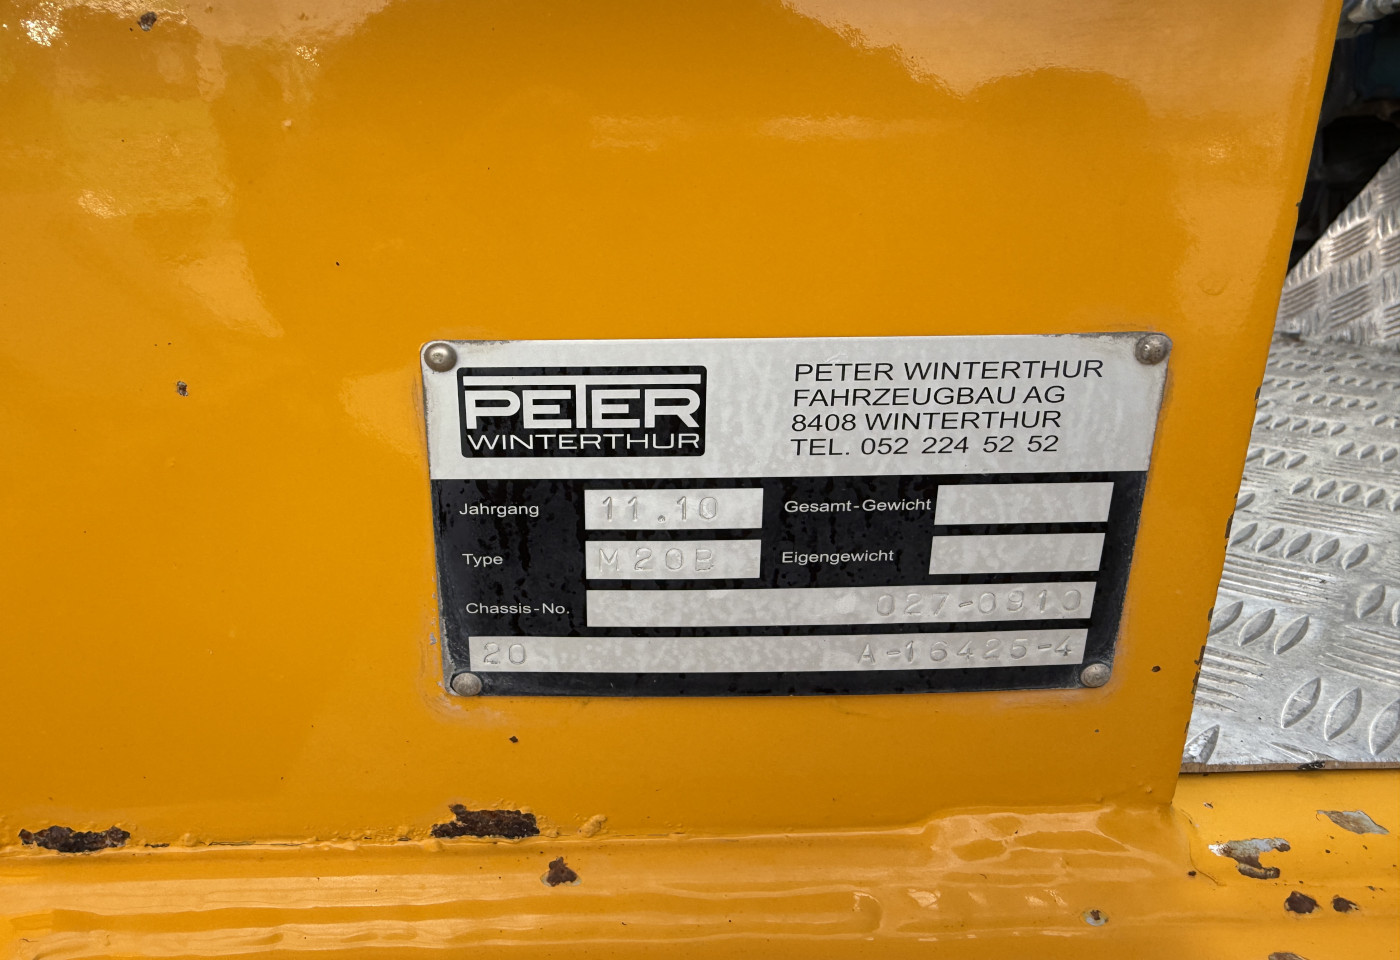 PETER
WINTERTHUR
PETER WINTERTHUR
FAHRZEUGBAU AG
8408 WINTERTHUR
TEL. 052 224 52 52
Jahrgang 11.10 Gesamt-Gewicht
Type M20B Eigengewicht
Chassis-No. 027-0910
20 A-16425-4